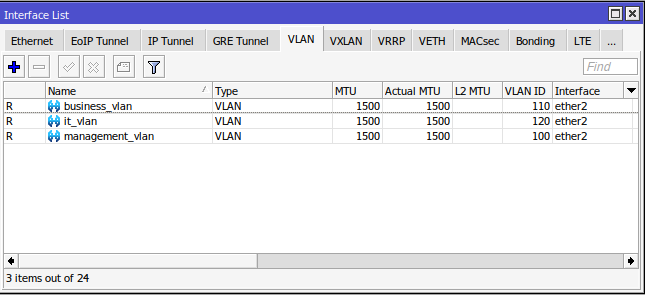 Interface List
Ethernet EoIP Tunnel IP Tunnel GRE Tunnel VLAN VXLAN VRRP VETH MACsec Bonding LTE ...
Find
Name Type MTU Actual MTU L2 MTU VLAN ID Interface
R business_vlan VLAN 1500 1500 110 ether2
R it_vlan VLAN 1500 1500 120 ether2
R management_vlan VLAN 1500 1500 100 ether2
3 items out of 24